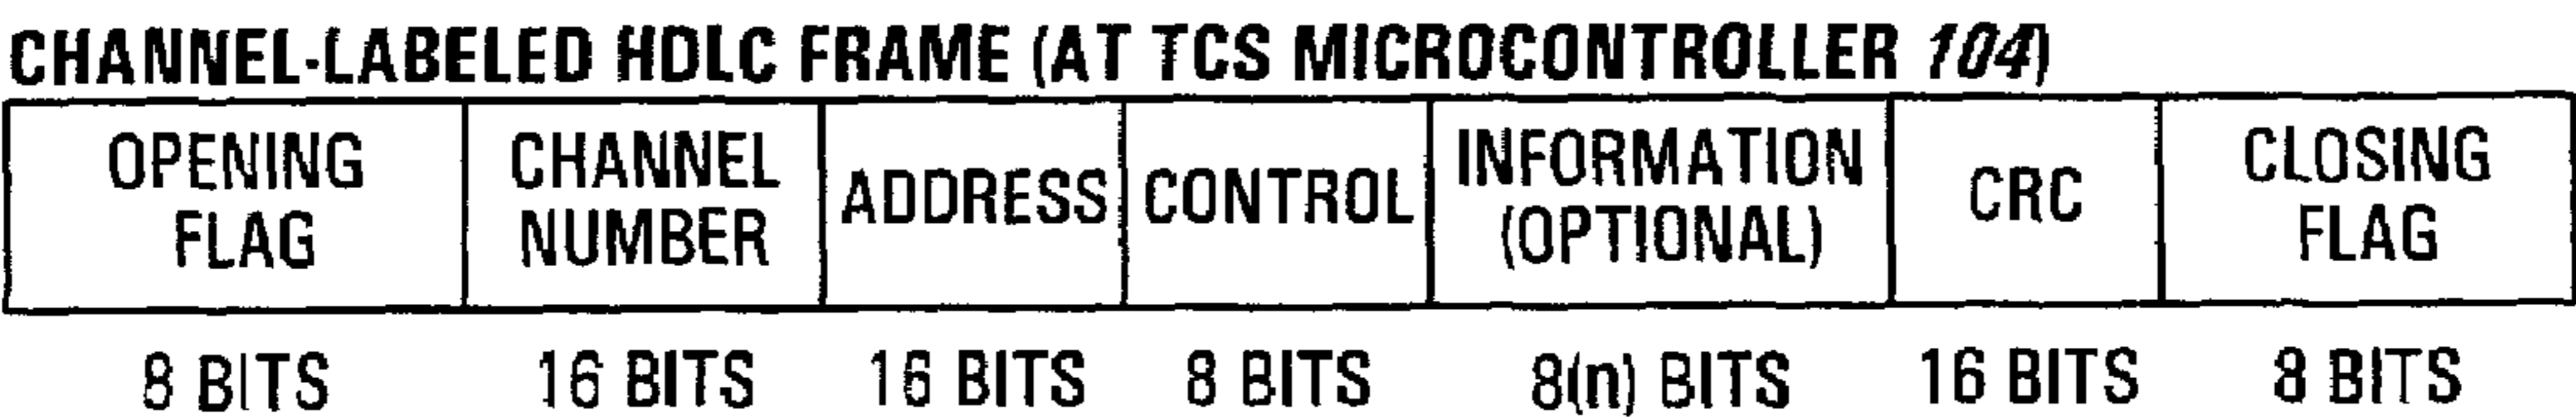 CHANNEL-LABELED HDLC FRAME (AT TCS MICROCONTROLLER 104)
OPENING
FLAG
CHANNEL
NUMBER
ADDRESS
CONTROL
INFORMATION
(OPTIONAL)
CRC
CLOSING
FLAG
8 BITS 16 BITS 16 BITS 8 BITS 8(n) BITS 16 BITS 8 BITS